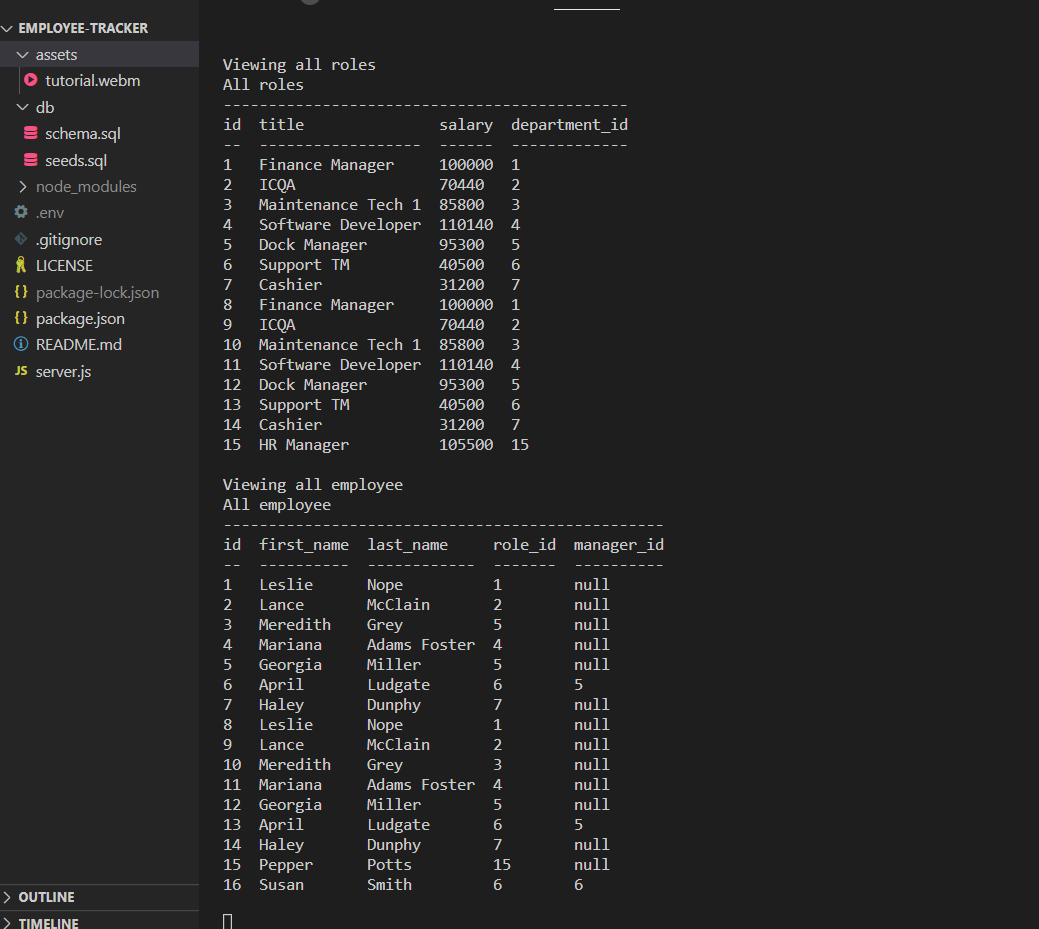 EMPLOYEE-TRACKER
assets
tutorial.webm
db
schema.sql
seeds.sql
node_modules
.env
.gitignore
LICENSE
package-lock.json
package.json
README.md
JS server.js
OUTLINE
TIMELINE
Viewing all roles
All roles
---------------------------------------------
id  title               salary  department_id
--  ------------------  ------  -------------
1   Finance Manager     100000  1
2   ICQA                70440   2
3   Maintenance Tech 1  85800   3
4   Software Developer  110140  4
5   Dock Manager        95300   5
6   Support TM          40500   6
7   Cashier             31200   7
8   Finance Manager     100000  1
9   ICQA                70440   2
10  Maintenance Tech 1  85800   3
11  Software Developer  110140  4
12  Dock Manager        95300   5
13  Support TM          40500   6
14  Cashier             31200   7
15  HR Manager          105500  15
Viewing all employee
All employee
-------------------------------------------------
id  first_name  last_name     role_id  manager_id
--  ----------  ------------  -------  ----------
1   Leslie      Nope          1        null
2   Lance       McClain       2        null
3   Meredith    Grey          5        null
4   Mariana     Adams Foster  4        null
5   Georgia     Miller        5        null
6   April       Ludgate       6        5
7   Haley       Dunphy        7        null
8   Leslie      Nope          1        null
9   Lance       McClain       2        null
10  Meredith    Grey          3        null
11  Mariana     Adams Foster  4        null
12  Georgia     Miller        5        null
13  April       Ludgate       6        5
14  Haley       Dunphy        7        null
15  Pepper      Potts         15       null
16  Susan       Smith         6        6